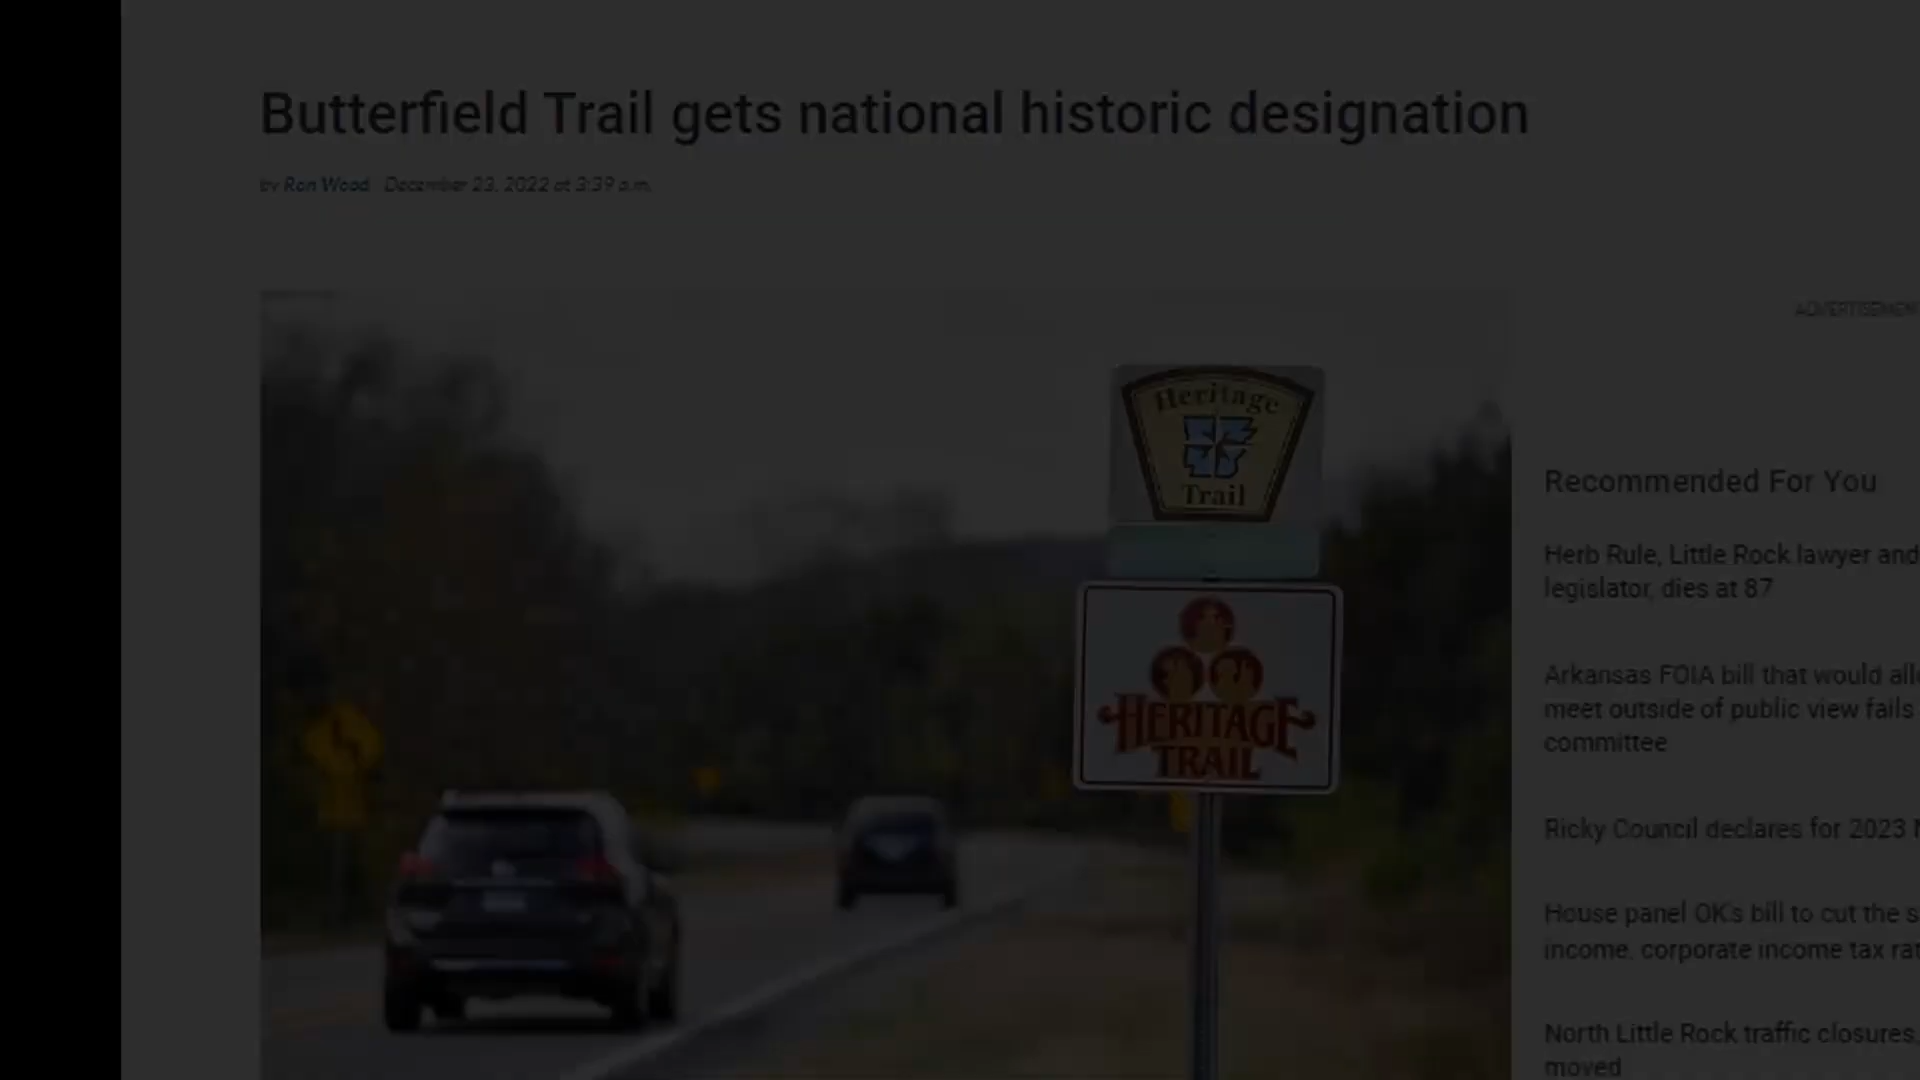 Butterfield Trail gets national historic designation
by Ron Wood December 23, 2022 at 3:39 a.m.
ADVERTISEMEN
Heritage
Trail
HERITAGE
TRAIL
Recommended For You
Herb Rule, Little Rock lawyer and
legislator, dies at 87
Arkansas FOIA bill that would all
meet outside of public view fails
committee
Ricky Council declares for 2023
House panel OK's bill to cut the s
income, corporate income tax rat
North Little Rock traffic closures,
moved